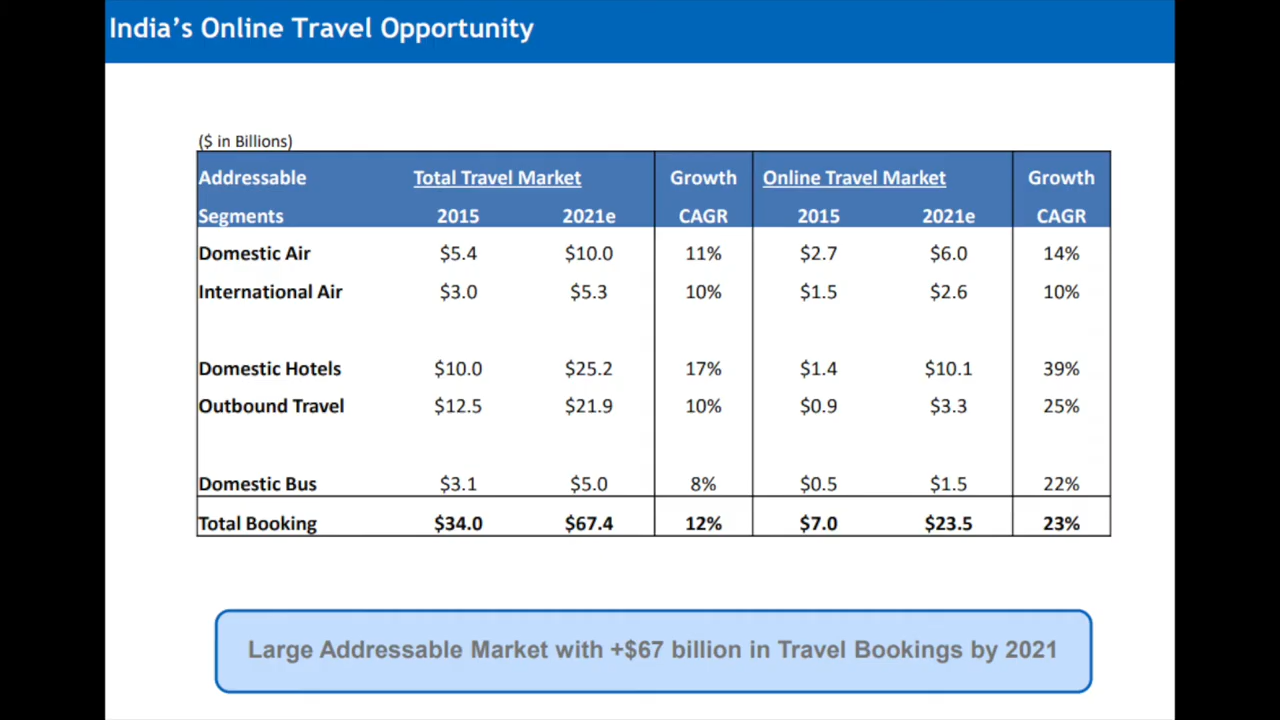 India’s Online Travel Opportunity
($ in Billions)
Addressable Total Travel Market Growth Online Travel Market Growth
Segments 2015 2021e CAGR 2015 2021e CAGR
Domestic Air $5.4 $10.0 11% $2.7 $6.0 14%
International Air $3.0 $5.3 10% $1.5 $2.6 10%
Domestic Hotels $10.0 $25.2 17% $1.4 $10.1 39%
Outbound Travel $12.5 $21.9 10% $0.9 $3.3 25%
Domestic Bus $3.1 $5.0 8% $0.5 $1.5 22%
Total Booking $34.0 $67.4 12% $7.0 $23.5 23%
Large Addressable Market with +$67 billion in Travel Bookings by 2021